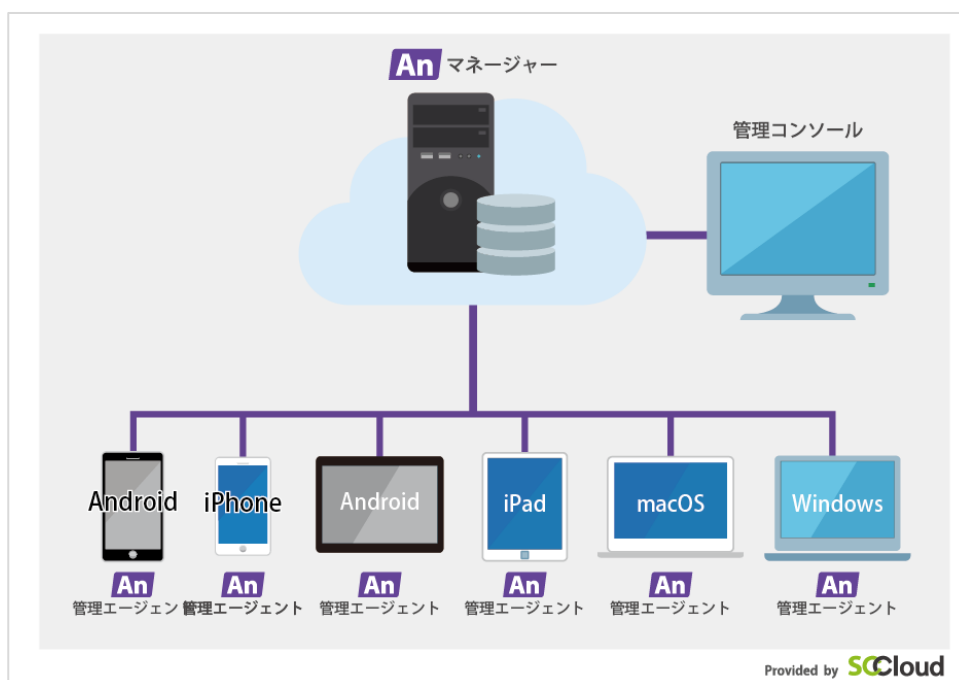 An マネージャー
管理コンソール
Android
iPhone
Android
iPad
macOS
Windows
An
An
An
An
An
An
管理エージェン
管理エージェント
管理エージェント
管理エージェント
管理エージェント
管理エージェント
Provided by SCCloud